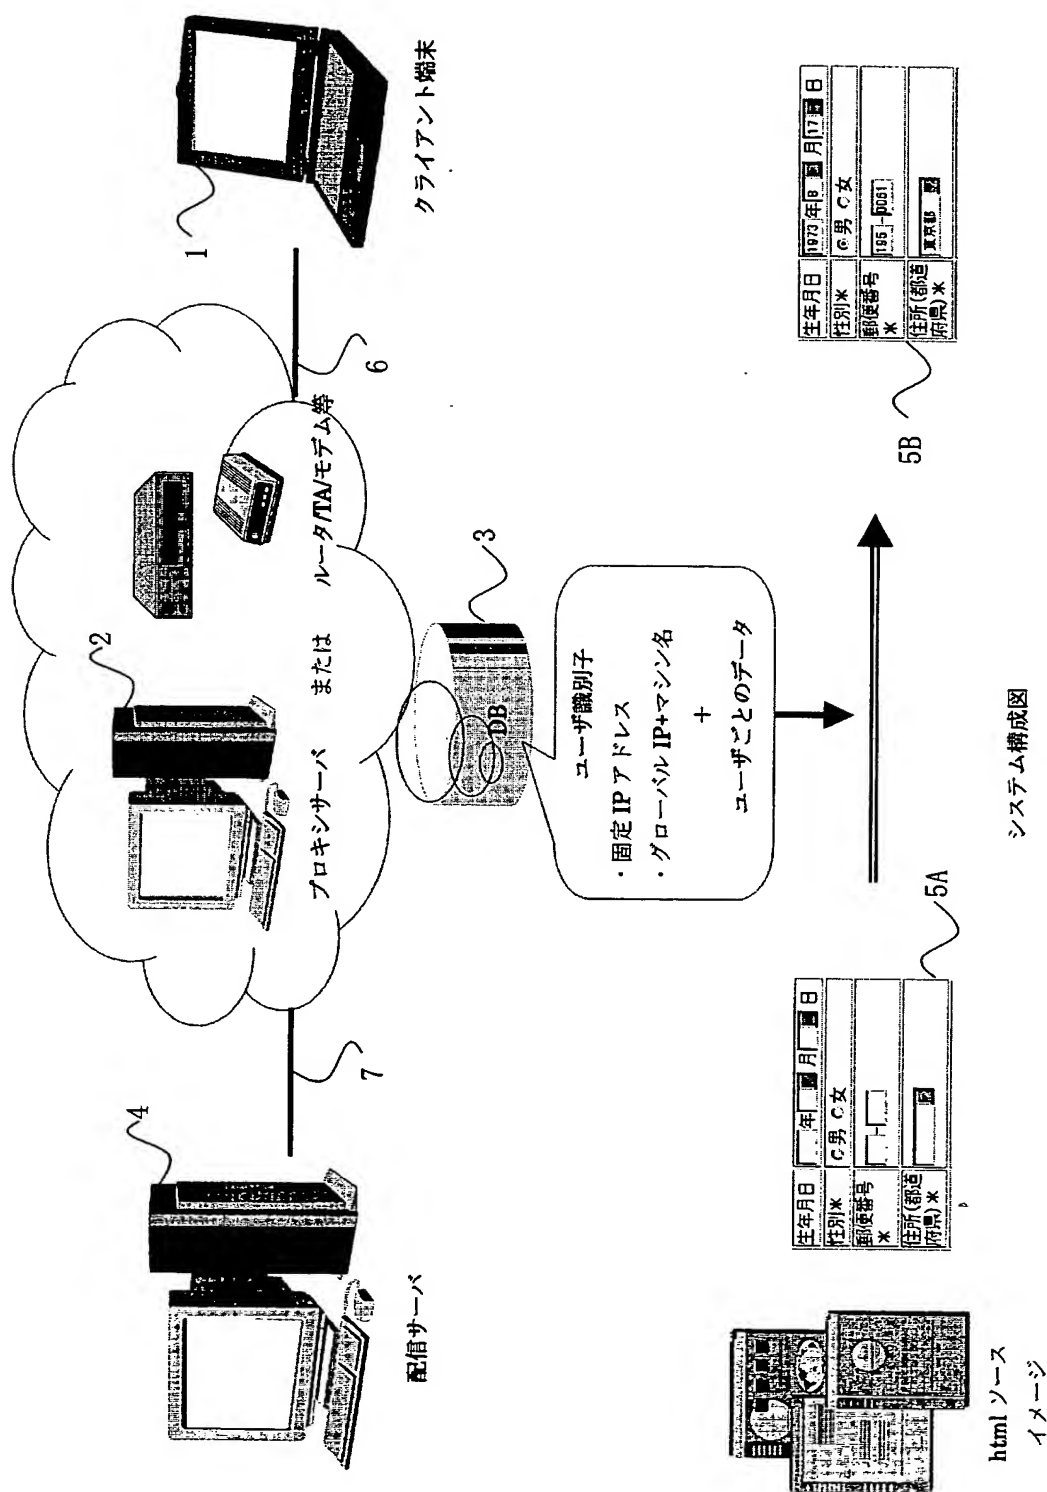 4
配信サーバ
7
2
プロキシサーバ
または
ルータ/TA/モデム等
6
1
クライアント端末
3
DB
ユーザ識別子
・固定 IP アドレス
・グローバル IP+マシン名
+
ユーザごとのデータ
html ソース
イメージ
生年月日 年 月 日
性別* 男 女
郵便番号
* -
住所(都道
府県)*
5A
生年月日 1973 年 8 月 17 日
性別* 男 女
郵便番号
* 195 - 0061
住所(都道
府県)* 東京都
5B
システム構成図